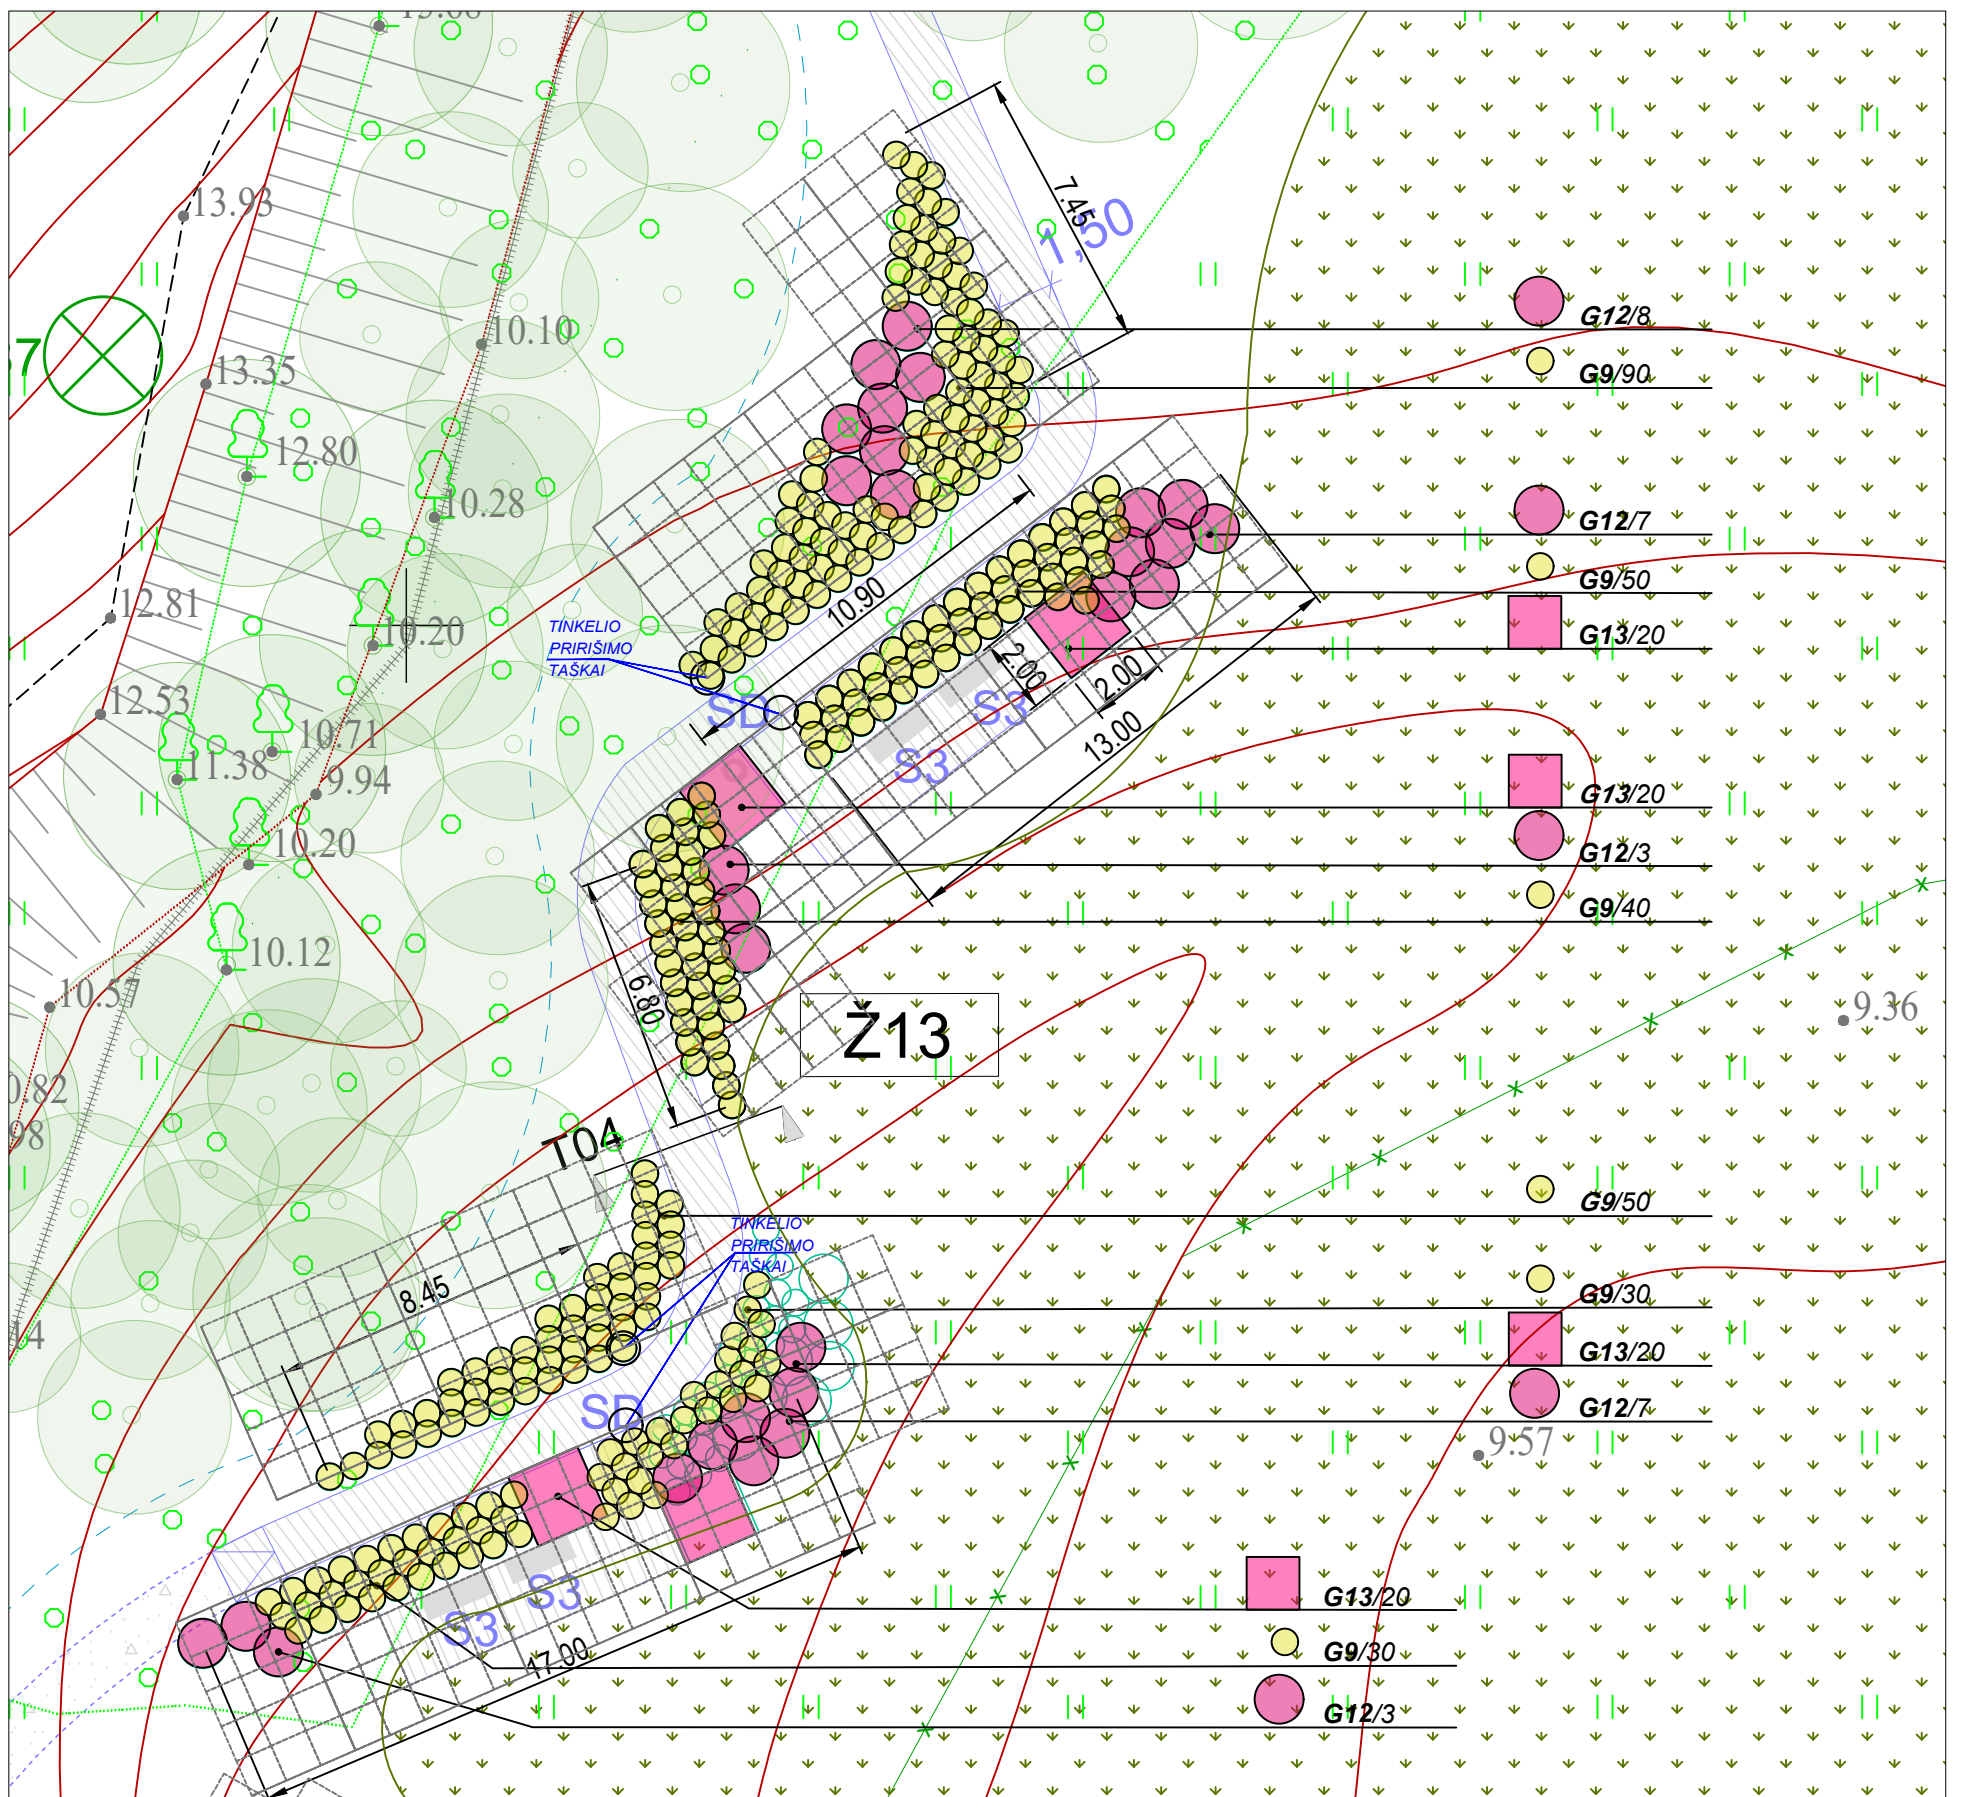 13.93
7.45
1,50
10.10
G12/8
13.35
G9/90
12.80
10.28
G12/7
10.90
G9/50
12.81
TINKELIO
PRIRIŠIMO
TAŠKAI
10.20
G13/20
2.00
2.00
12.53
SD
S3
10.71
13.00
11.38
S3
9.94
G13/20
10.20
G12/3
G9/40
10.12
10.57
6.80
9.36
Ž13
0.82
98
T04
G9/50
TINKELIO
PRIRIŠIMO
TAŠKAI
8.45
G9/30
14
G13/20
SD
G12/7
9.57
S3
G13/20
S3
17.00
G9/30
G12/3